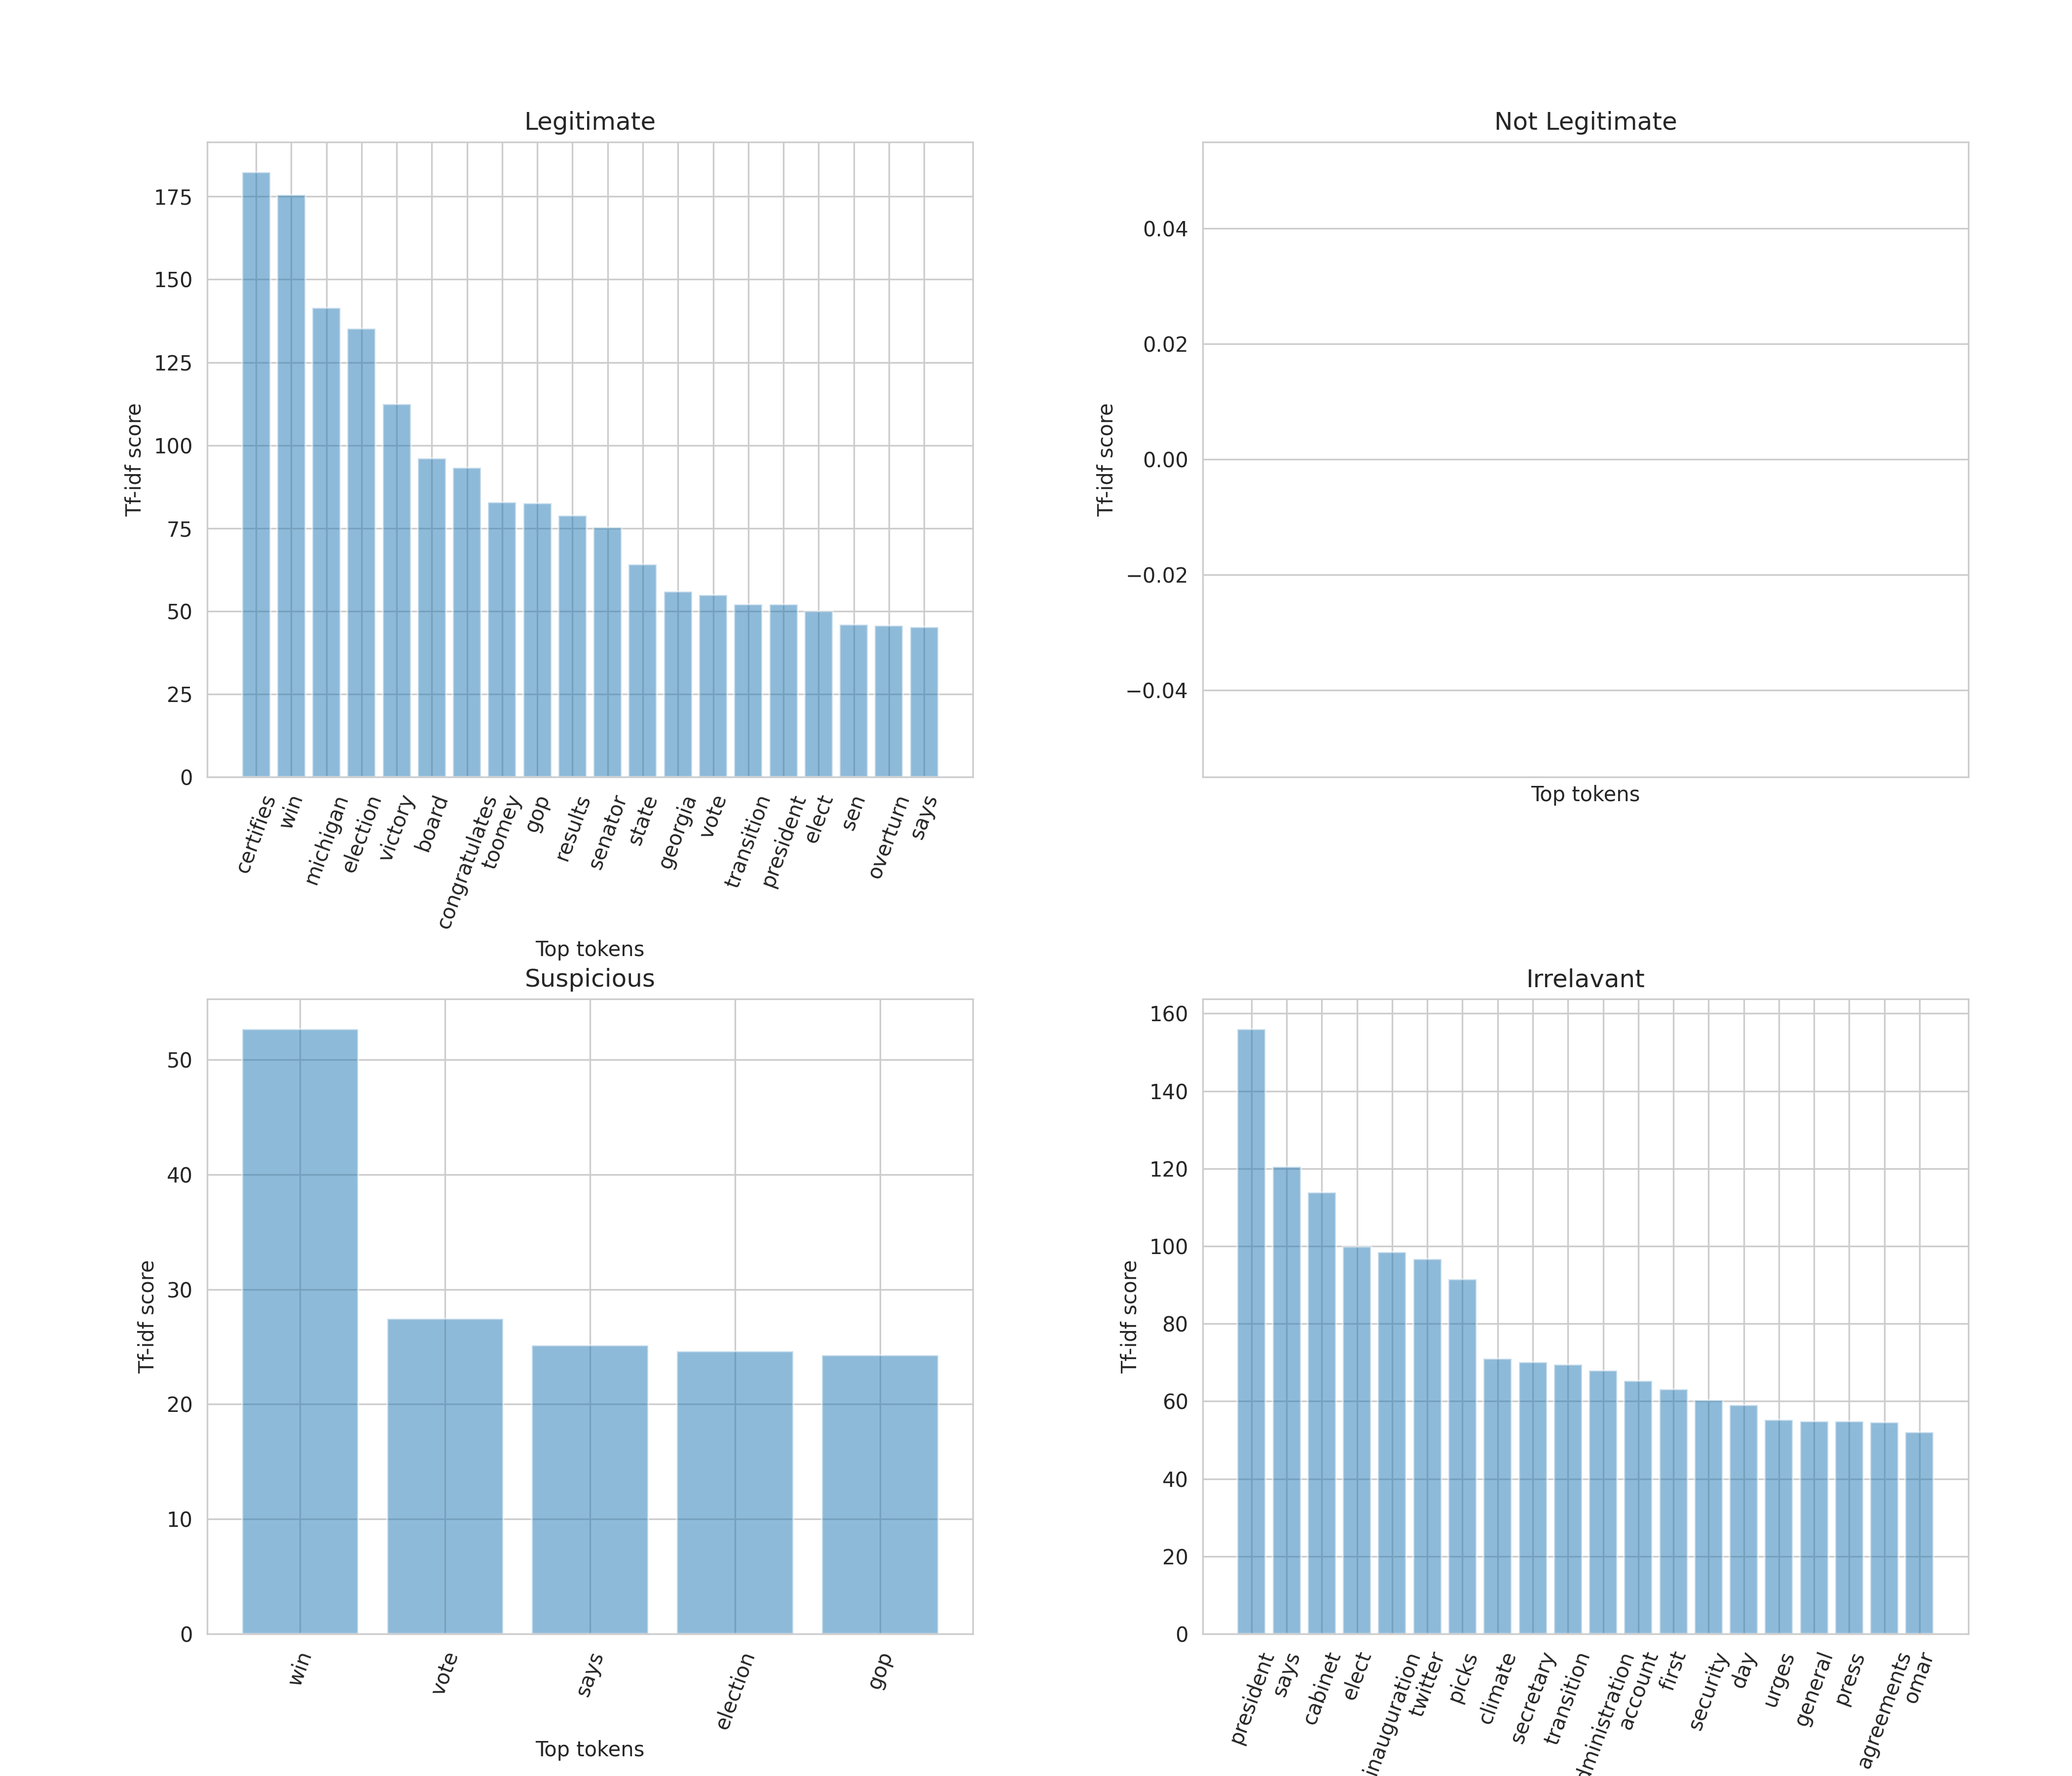 Legitimate
Tf-idf score
175
150
125
100
75
50
25
0
certifies
win
michigan
election
victory
board
congratulates
toomey
gop
results
senator
state
georgia
vote
transition
president
elect
sen
overturn
says
Top tokens
Not Legitimate
Tf-idf score
0.04
0.02
0.00
−0.02
−0.04
Top tokens
Suspicious
Tf-idf score
50
40
30
20
10
0
win
vote
says
election
gop
Top tokens
Irrelavant
Tf-idf score
160
140
120
100
80
60
40
20
0
president
says
cabinet
elect
inauguration
twitter
picks
climate
secretary
transition
dministration
account
first
security
day
urges
general
press
agreements
omar